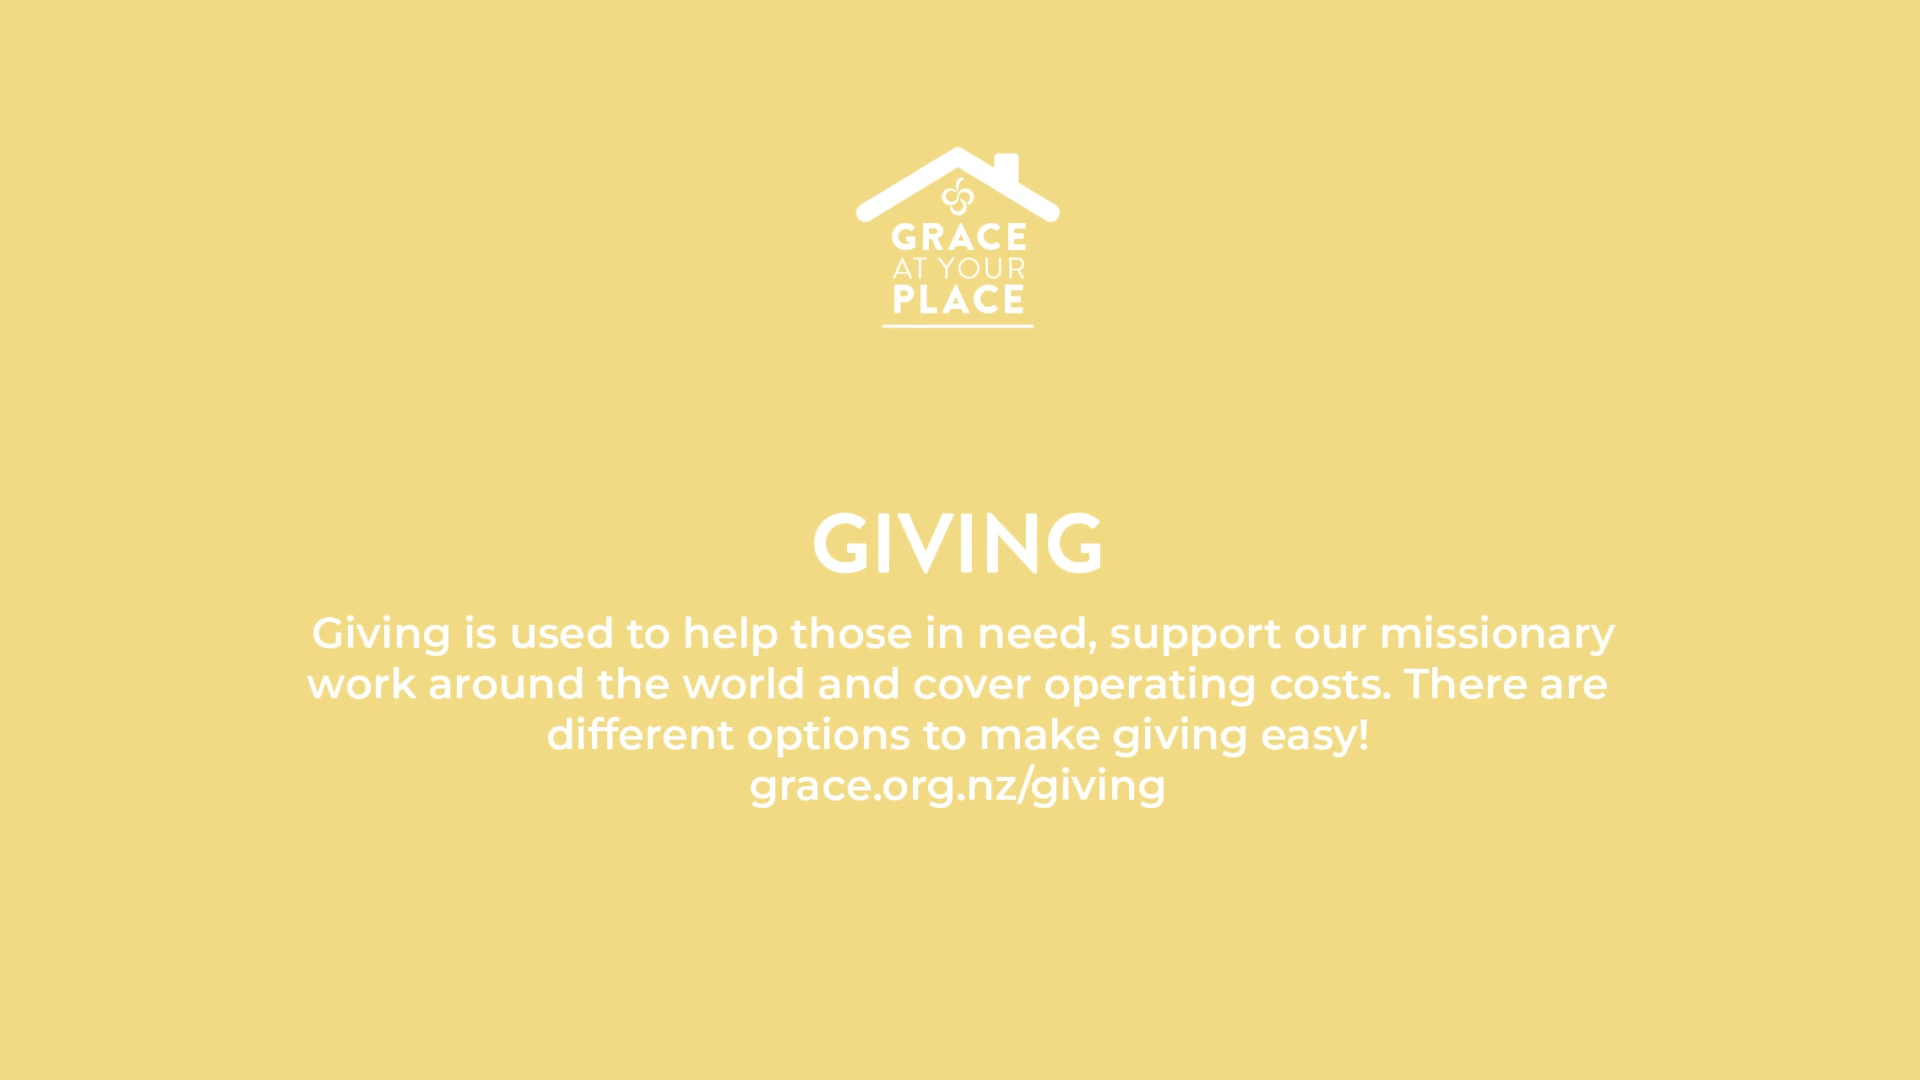 GRACE
AT YOUR
PLACE
GIVING
Giving is used to help those in need, support our missionary
work around the world and cover operating costs. There are
different options to make giving easy!
grace.org.nz/giving